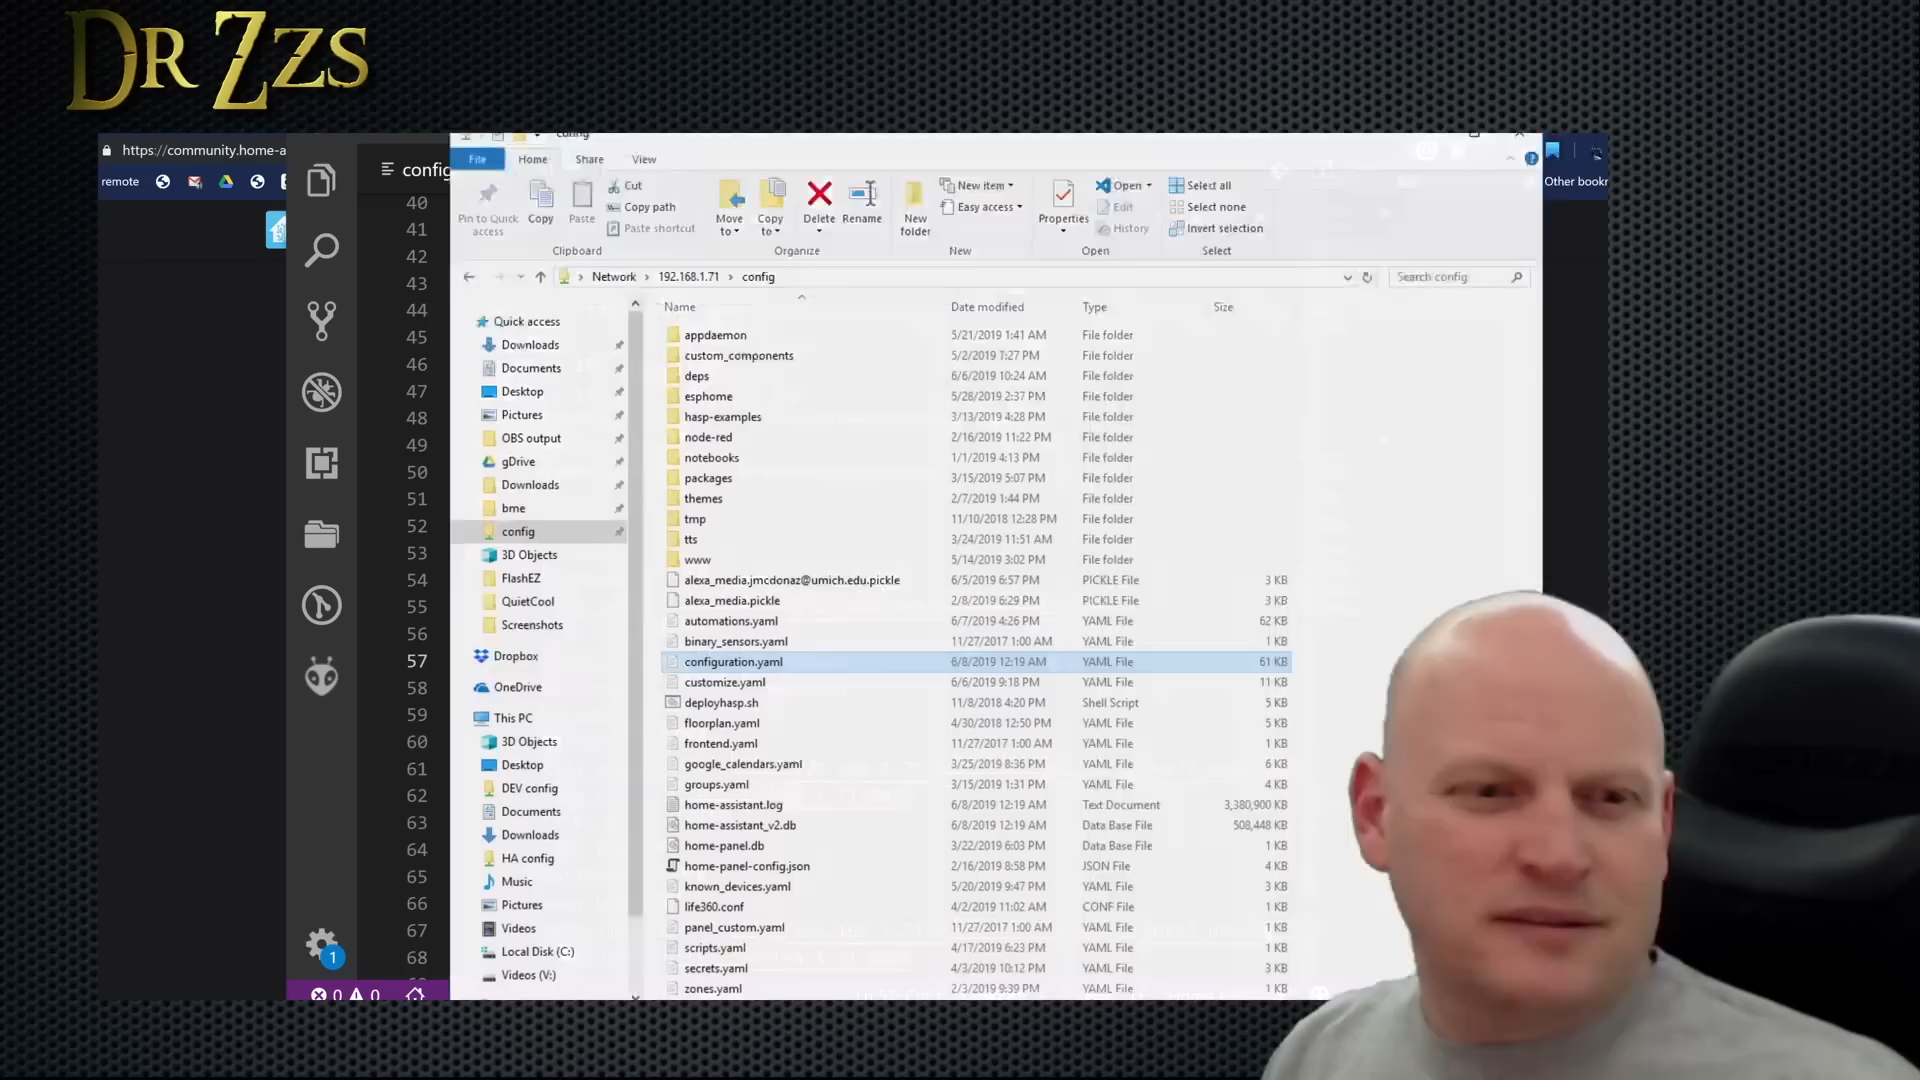 DR ZZS
https://community.home-a
remote
Other bookr
config
40
41
42
43
44
45
46
47
48
49
50
51
52
53
54
55
56
57
58
59
60
61
62
63
64
65
66
67
68
1
0 0
config
File Home Share View
Pin to Quick access
Copy
Paste
Cut
Copy path
Paste shortcut
Clipboard
Move to
Copy to
Delete
Rename
Organize
New folder
New item
Easy access
New
Properties
Open
Edit
History
Open
Select all
Select none
Invert selection
Select
Network > 192.168.1.71 > config
Search config
Quick access
Downloads
Documents
Desktop
Pictures
OBS output
gDrive
Downloads
bme
config
3D Objects
FlashEZ
QuietCool
Screenshots
Dropbox
OneDrive
This PC
3D Objects
Desktop
DEV config
Documents
Downloads
HA config
Music
Pictures
Videos
Local Disk (C:)
Videos (V:)
Name Date modified Type Size
appdaemon 5/21/2019 1:41 AM File folder
custom_components 5/2/2019 7:27 PM File folder
deps 6/6/2019 10:24 AM File folder
esphome 5/28/2019 2:37 PM File folder
hasp-examples 3/13/2019 4:28 PM File folder
node-red 2/16/2019 11:22 PM File folder
notebooks 1/1/2019 4:13 PM File folder
packages 3/15/2019 5:07 PM File folder
themes 2/7/2019 1:44 PM File folder
tmp 11/10/2018 12:28 PM File folder
tts 3/24/2019 11:51 AM File folder
www 5/14/2019 3:02 PM File folder
alexa_media.jmcdonaz@umich.edu.pickle 6/5/2019 6:57 PM PICKLE File 3 KB
alexa_media.pickle 2/8/2019 6:29 PM PICKLE File 3 KB
automations.yaml 6/7/2019 4:26 PM YAML File 62 KB
binary_sensors.yaml 11/27/2017 1:00 AM YAML File 1 KB
configuration.yaml 6/8/2019 12:19 AM YAML File 61 KB
customize.yaml 6/6/2019 9:18 PM YAML File 11 KB
deployhasp.sh 11/8/2018 4:20 PM Shell Script 5 KB
floorplan.yaml 4/30/2018 12:50 PM YAML File 5 KB
frontend.yaml 11/27/2017 1:00 AM YAML File 1 KB
google_calendars.yaml 3/25/2019 8:36 PM YAML File 6 KB
groups.yaml 3/15/2019 1:31 PM YAML File 4 KB
home-assistant.log 6/8/2019 12:19 AM Text Document 3,380,900 KB
home-assistant_v2.db 6/8/2019 12:19 AM Data Base File 508,448 KB
home-panel.db 3/22/2019 6:03 PM Data Base File 1 KB
home-panel-config.json 2/16/2019 8:58 PM JSON File 4 KB
known_devices.yaml 5/20/2019 9:47 PM YAML File 3 KB
life360.conf 4/2/2019 11:02 AM CONF File 1 KB
panel_custom.yaml 11/27/2017 1:00 AM YAML File 1 KB
scripts.yaml 4/17/2019 6:23 PM YAML File 1 KB
secrets.yaml 4/3/2019 10:12 PM YAML File 3 KB
zones.yaml 2/3/2019 9:39 PM YAML File 1 KB